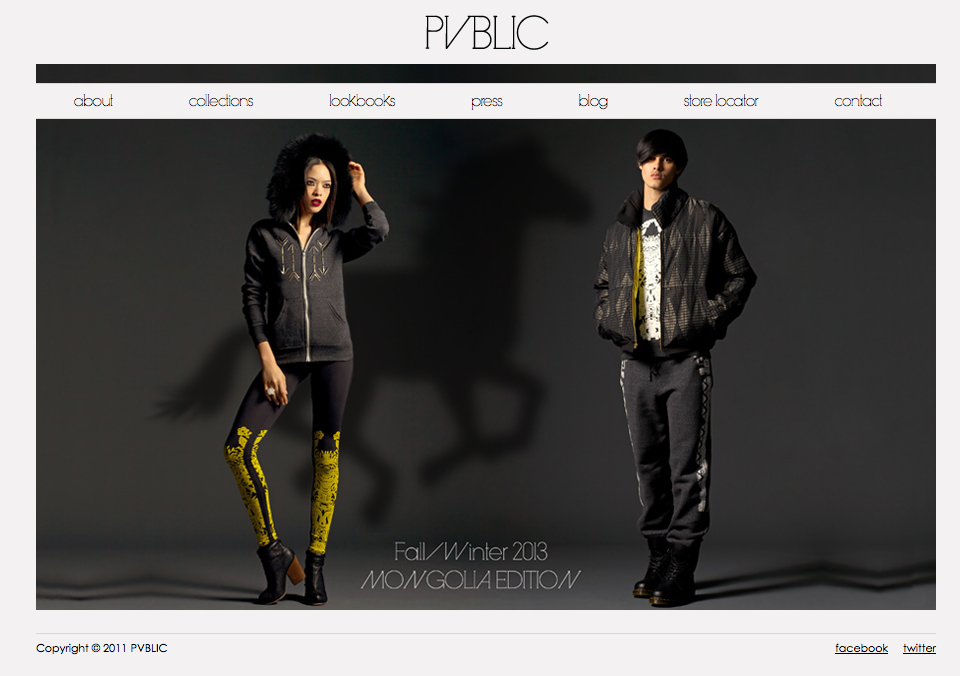 PVBLIC
about collections lookbooks press blog store locator contact
Fall/Winter 2013
MONGOLIA EDITION
Copyright © 2011 PVBLIC facebook twitter